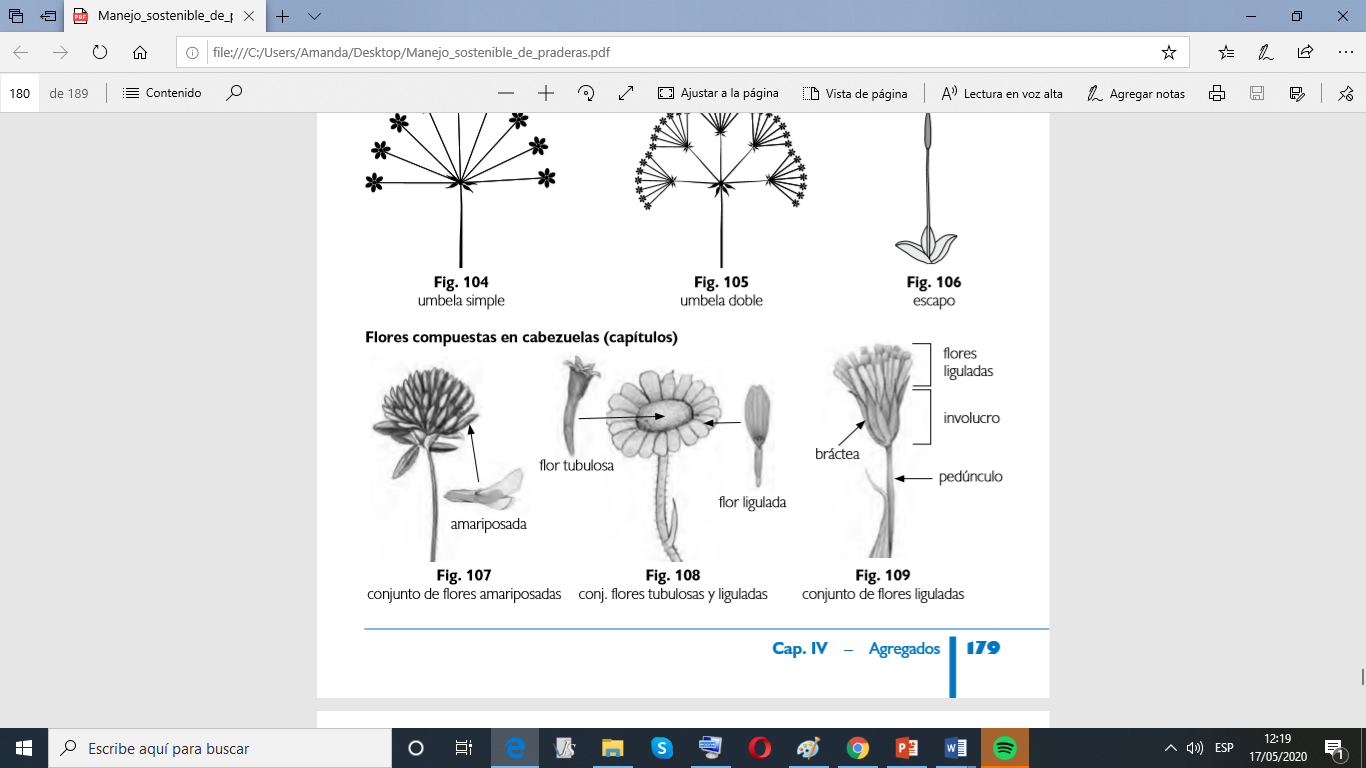 Manejo_sostenible_de_p
file:///C:/Users/Amanda/Desktop/Manejo_sostenible_de_praderas.pdf
180 de 189 Contenido Ajustar a la página Vista de página Lectura en voz alta Agregar notas
Fig. 104
umbela simple
Fig. 105
umbela doble
Fig. 106
escapo
Flores compuestas en cabezuelas (capítulos)
flores
liguladas
involucro
bráctea
pedúnculo
flor tubulosa
flor ligulada
amariposada
Fig. 107
conjunto de flores amariposadas
Fig. 108
conj. flores tubulosas y liguladas
Fig. 109
conjunto de flores liguladas
Cap. IV – Agregados 179
Escribe aquí para buscar
ESP
12:19
17/05/2020
1